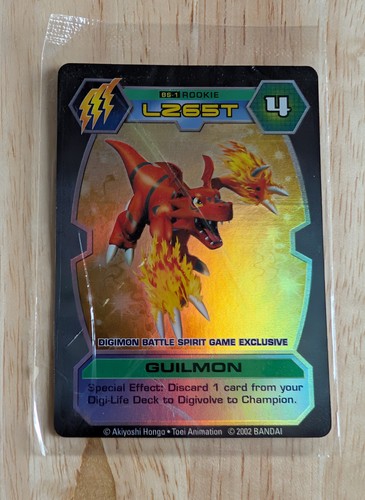 BS-1 ROOKIE
LZ65T
4
DIGIMON BATTLE SPIRIT GAME EXCLUSIVE
GUILMON
Special Effect: Discard 1 card from your
Digi-Life Deck to Digivolve to Champion.
© Akiyoshi Hongo • Toei Animation © 2002 BANDAI